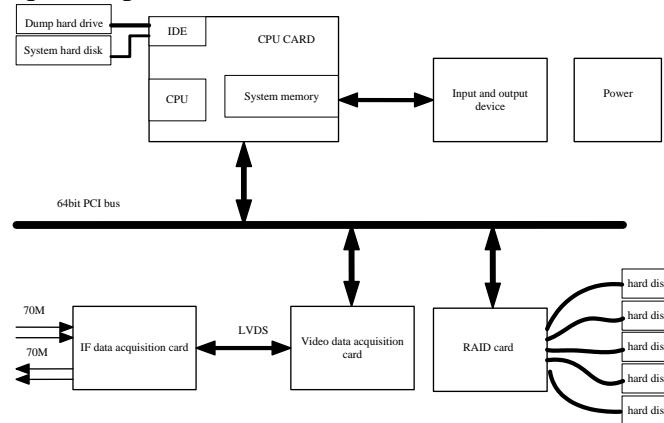 Dump hard drive
System hard disk
IDE
CPU CARD
CPU
System memory
Input and output
device
Power
64bit PCI bus
70M
70M
IF data acquisition card
LVDS
Video data acquisition
card
RAID card
hard dis
hard dis
hard dis
hard dis
hard dis